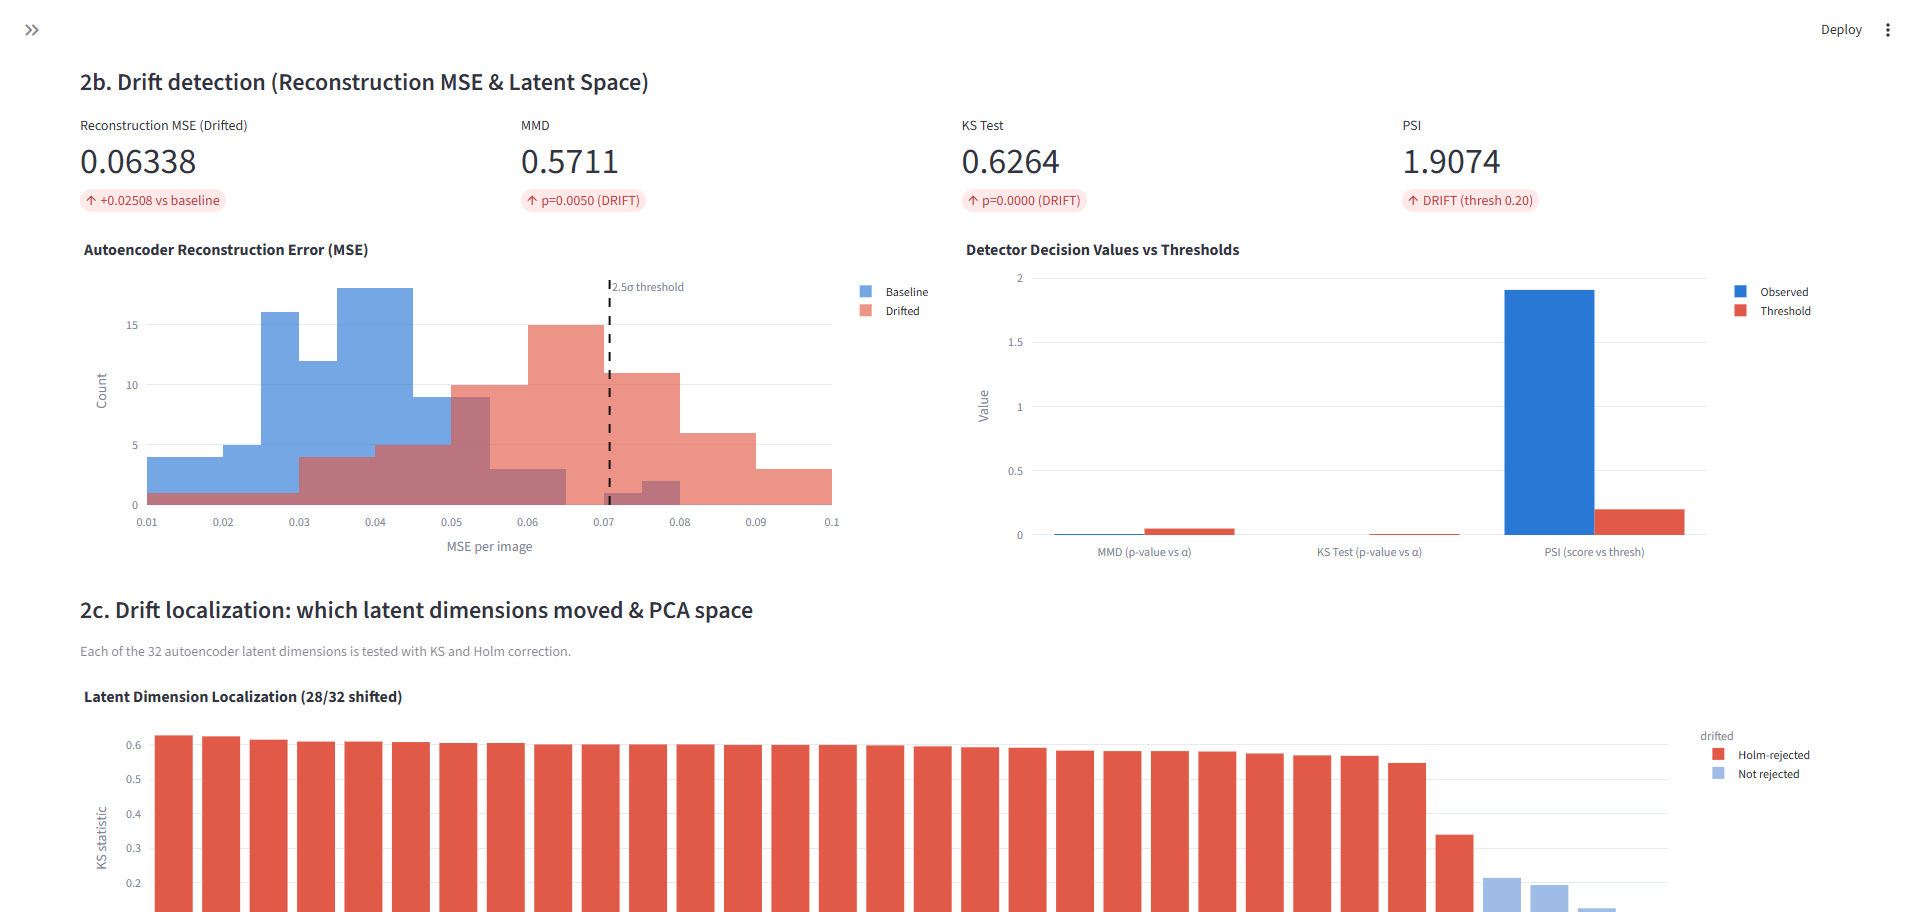 Deploy
2b. Drift detection (Reconstruction MSE & Latent Space)
Reconstruction MSE (Drifted)
0.06338
↑ +0.02508 vs baseline
MMD
0.5711
↑ p=0.0050 (DRIFT)
KS Test
0.6264
↑ p=0.0000 (DRIFT)
PSI
1.9074
↑ DRIFT (thresh 0.20)
Autoencoder Reconstruction Error (MSE)
2.5σ threshold
Baseline
Drifted
Count
15
10
5
0
0.01 0.02 0.03 0.04 0.05 0.06 0.07 0.08 0.09 0.1
MSE per image
Detector Decision Values vs Thresholds
Observed
Threshold
Value
2
1.5
1
0.5
0
MMD (p-value vs α) KS Test (p-value vs α) PSI (score vs thresh)
2c. Drift localization: which latent dimensions moved & PCA space
Each of the 32 autoencoder latent dimensions is tested with KS and Holm correction.
Latent Dimension Localization (28/32 shifted)
drifted
Holm-rejected
Not rejected
KS statistic
0.6
0.5
0.4
0.3
0.2